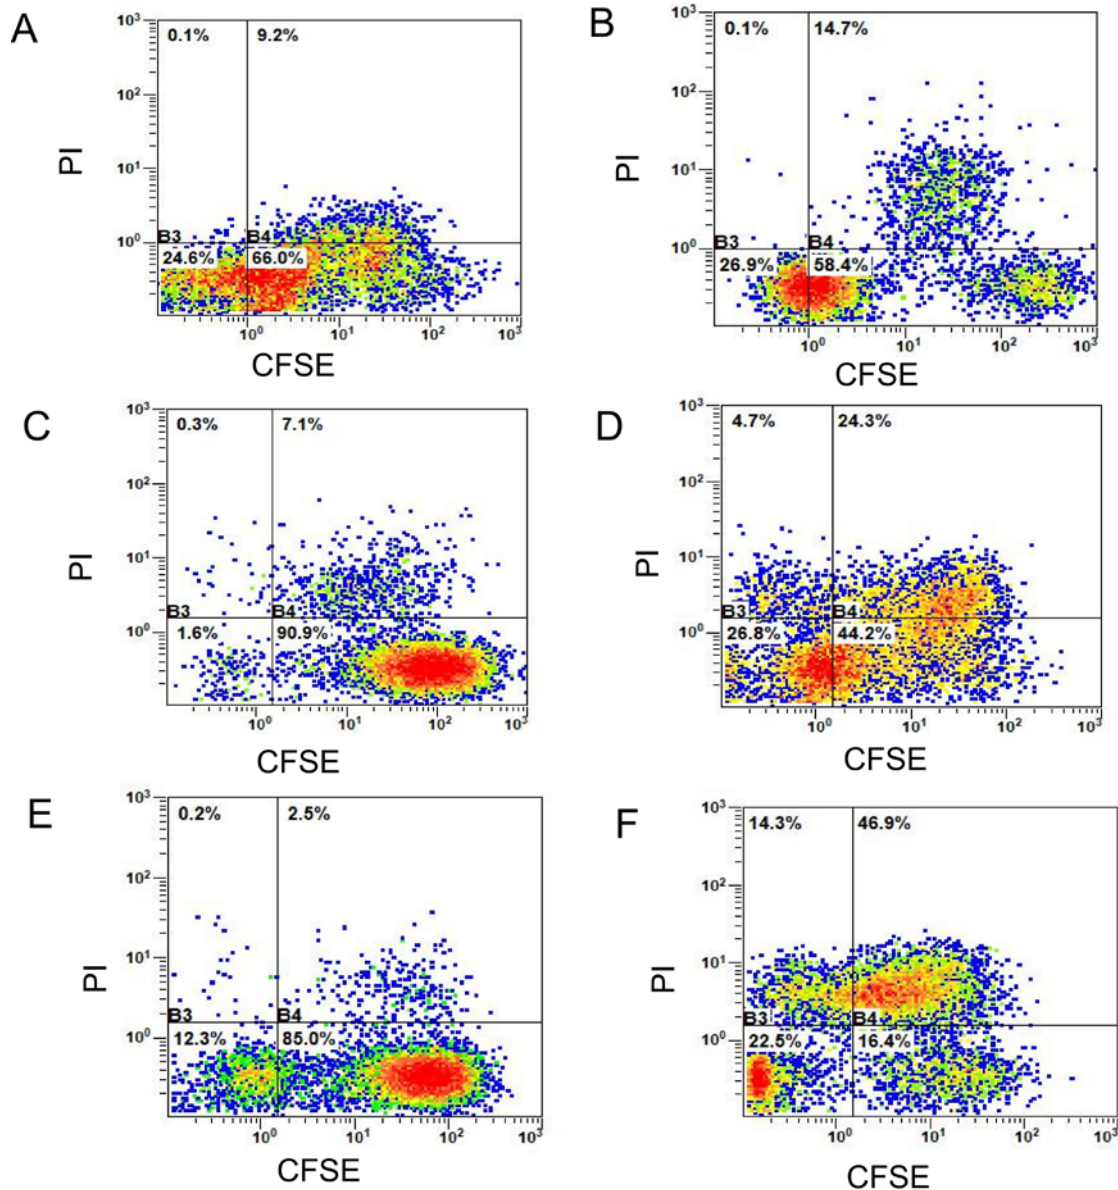 A
10³
0.1% 9.2%
10²
PI
10¹
B3 B4
10⁰
24.6% 66.0%
10⁰ 10¹ 10² 10³
CFSE
B
10³
0.1% 14.7%
10²
PI
10¹
B3 B4
10⁰
26.9% 58.4%
10⁰ 10¹ 10² 10³
CFSE
C
10³
0.3% 7.1%
10²
PI
10¹
B3 B4
10⁰
1.6% 90.9%
10⁰ 10¹ 10² 10³
CFSE
D
10³
4.7% 24.3%
10²
PI
10¹
B3 B4
10⁰
26.8% 44.2%
10⁰ 10¹ 10² 10³
CFSE
E
10³
0.2% 2.5%
10²
PI
10¹
B3 B4
10⁰
12.3% 85.0%
10⁰ 10¹ 10² 10³
CFSE
F
10³
14.3% 46.9%
10²
PI
10¹
B3 B4
10⁰
22.5% 16.4%
10⁰ 10¹ 10² 10³
CFSE